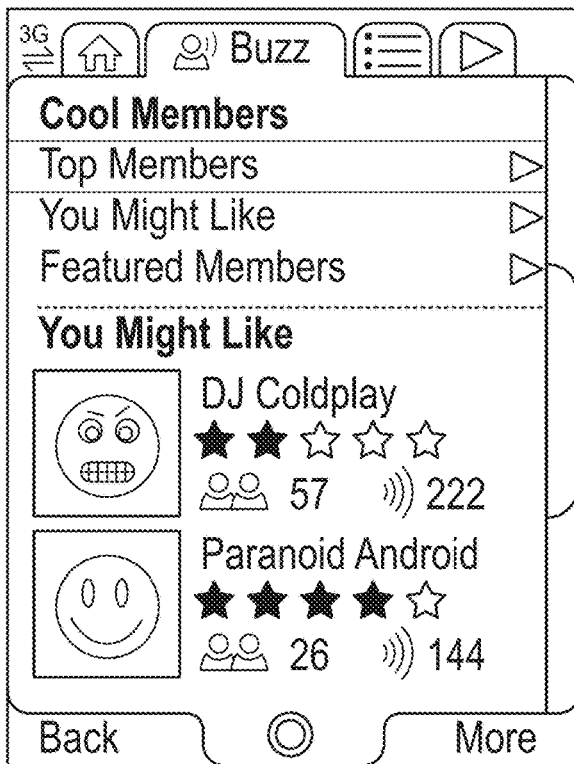 3G
Buzz
Cool Members
Top Members
You Might Like
Featured Members
You Might Like
DJ Coldplay
57 222
Paranoid Android
26 144
Back More